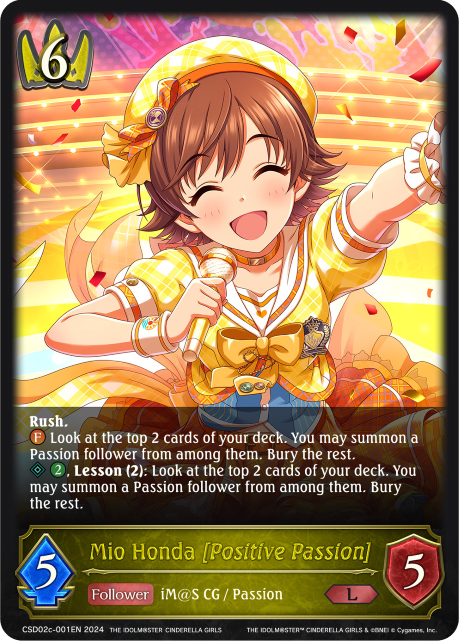 6
Rush.
F Look at the top 2 cards of your deck. You may summon a
Passion follower from among them. Bury the rest.
2, Lesson (2): Look at the top 2 cards of your deck. You
may summon a Passion follower from among them. Bury
the rest.
Mio Honda [Positive Passion]
5
Follower iM@S CG / Passion
L
5
CSD02c-001EN 2024 THE IDOLM@STER CINDERELLA GIRLS THE IDOLM@STER™ CINDERELLA GIRLS & ©BNEI © Cygames, Inc.